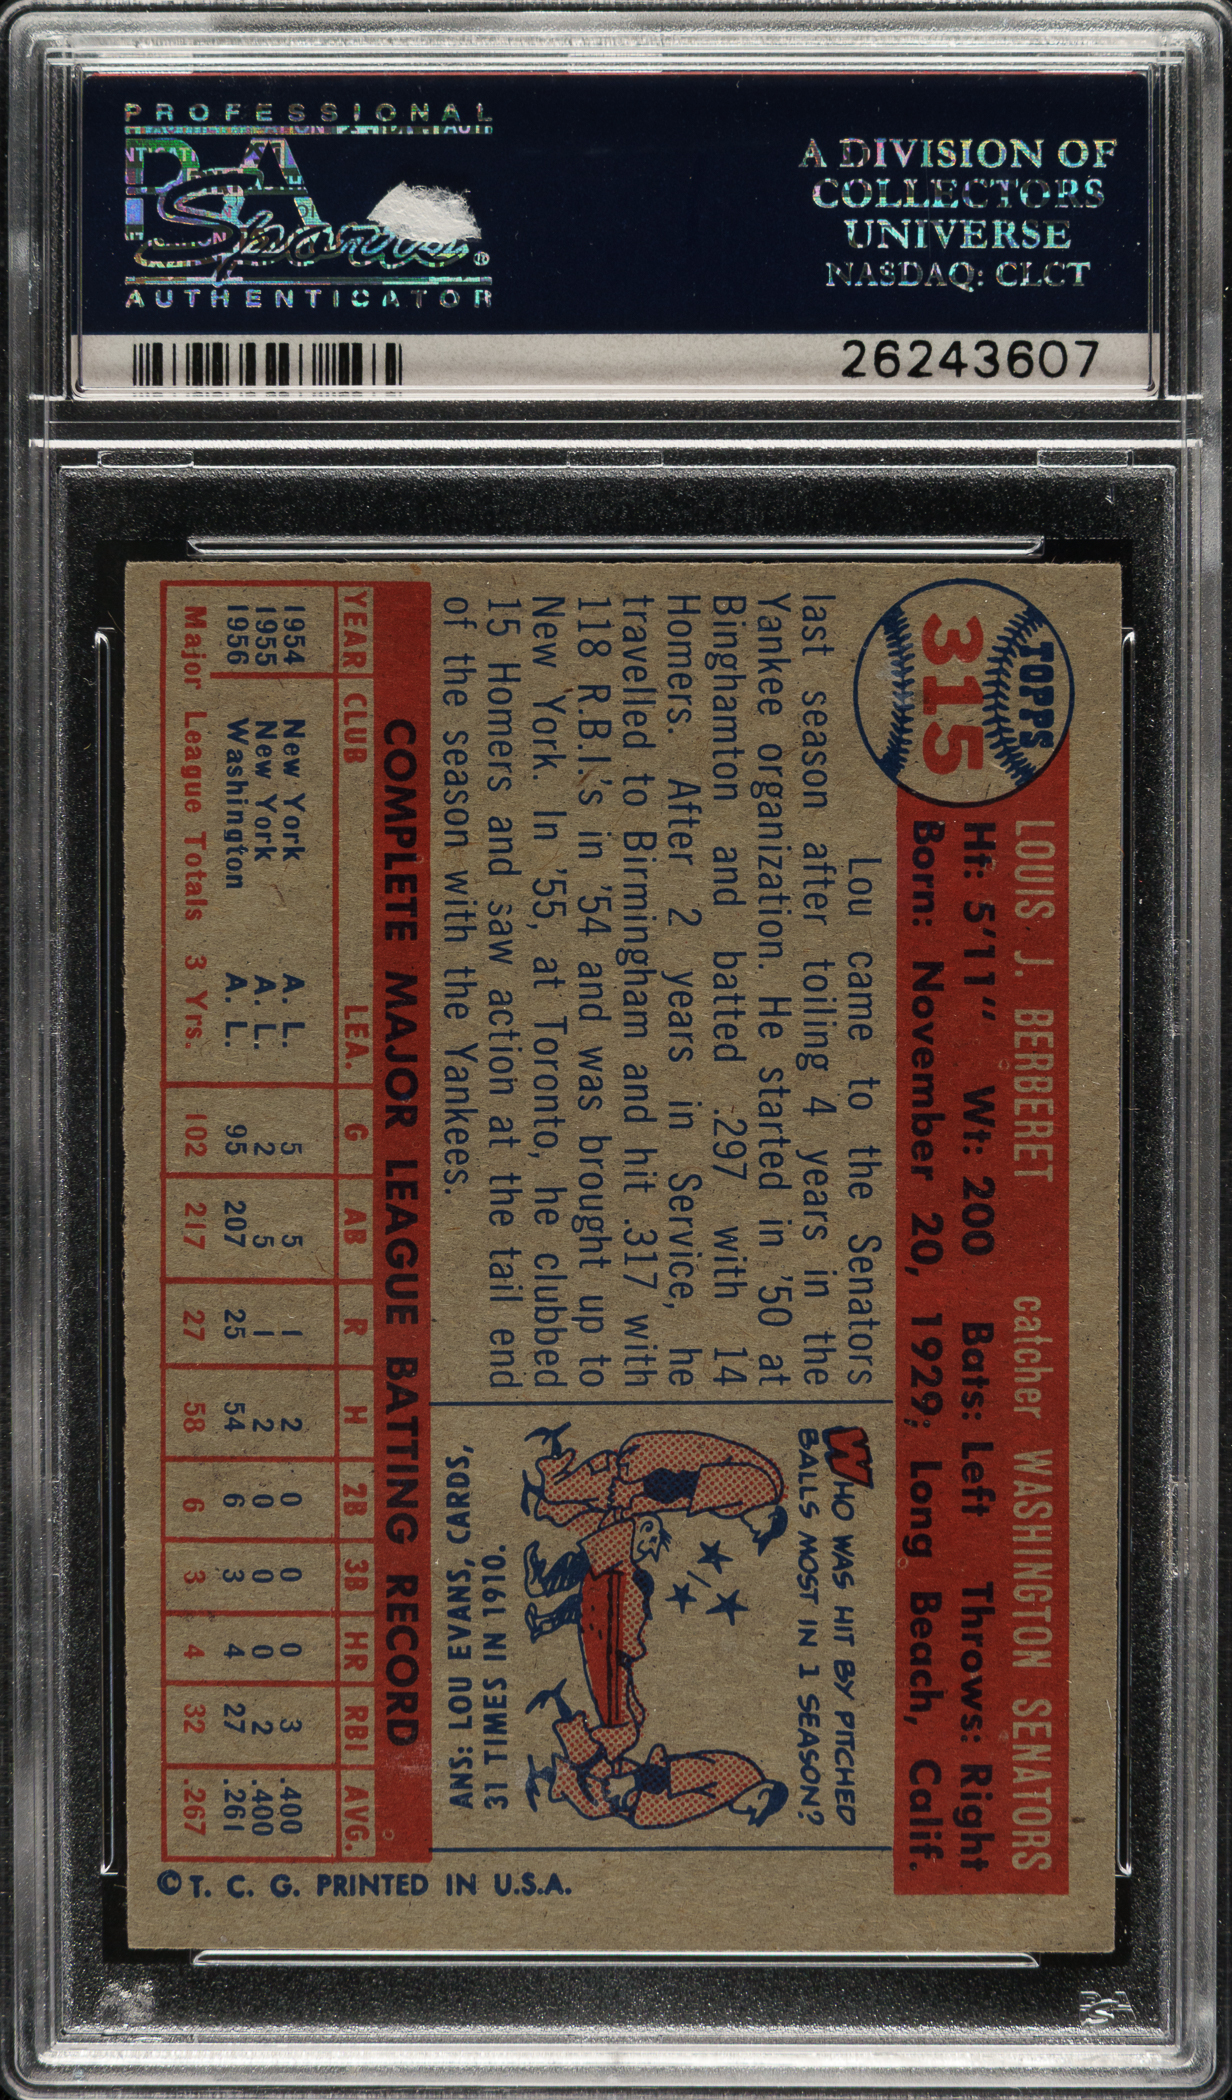 PROFESSIONAL
PSA
Sports
AUTHENTICATOR
A DIVISION OF
COLLECTORS
UNIVERSE
NASDAQ: CLCT
26243607
TOPPS
315
LOUIS J. BERBERET catcher WASHINGTON SENATORS
Ht: 5'11" Wt: 200 Bats: Left Throws: Right
Born: November 20, 1929; Long Beach, Calif.
Lou came to the Senators
last season after toiling 4 years in the
Yankee organization. He started in '50 at
Binghamton and batted .297 with 14
Homers. After 2 years in Service, he
travelled to Birmingham and hit .317 with
118 R.B.I.'s in '54 and was brought up to
New York. In '55, at Toronto, he clubbed
15 Homers and saw action at the tail end
of the season with the Yankees.
WHO WAS HIT BY PITCHED
BALLS MOST IN 1 SEASON?
ANS: LOU EVANS, CARDS,
31 TIMES IN 1910.
COMPLETE MAJOR LEAGUE BATTING RECORD
YEAR CLUB LEA. G AB R H 2B 3B HR RBI AVG.
1954 New York A. L. 5 5 1 2 0 0 0 3 .400
1955 New York A. L. 2 5 1 2 0 0 0 2 .400
1956 Washington A. L. 95 207 25 54 6 3 4 27 .261
Major League Totals 3 Yrs. 102 217 27 58 6 3 4 32 .267
© T. C. G. PRINTED IN U.S.A.